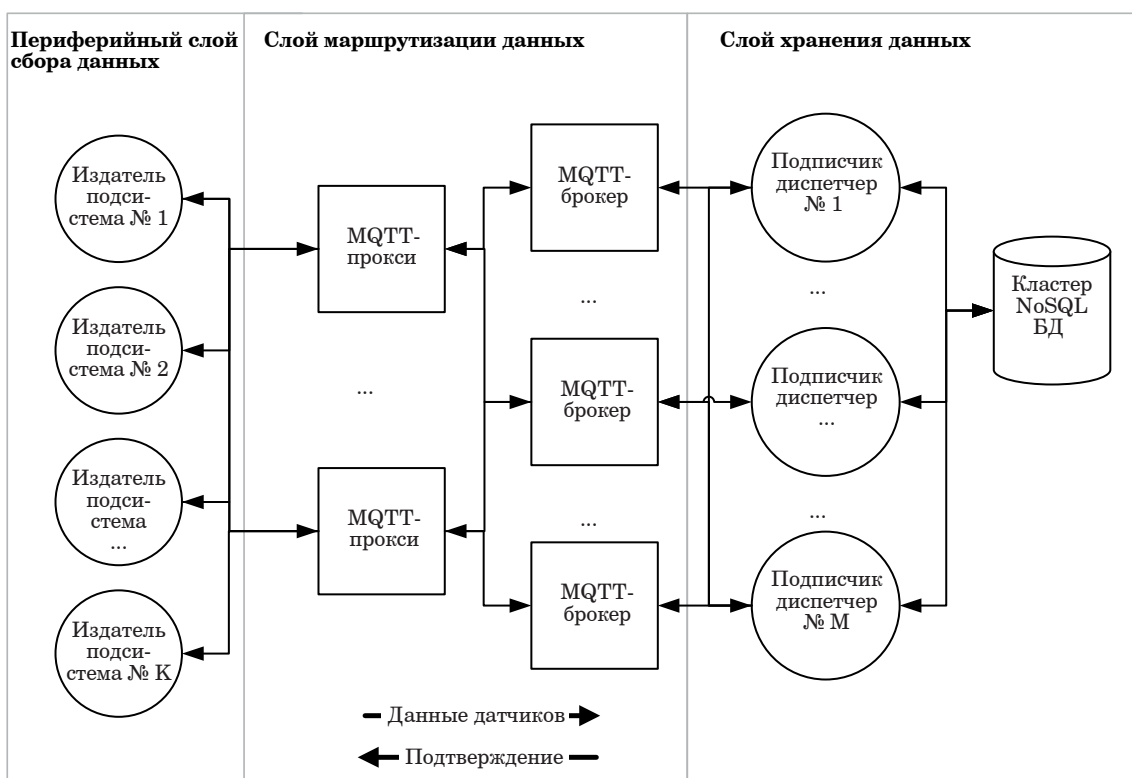 Периферийный слой
сбора данных
Слой маршрутизации данных
Слой хранения данных
Издатель
подси-
стема № 1
Издатель
подси-
стема № 2
Издатель
подси-
стема
...
Издатель
подси-
стема № K
MQTT-
прокси
...
MQTT-
прокси
MQTT-
брокер
...
MQTT-
брокер
...
MQTT-
брокер
Подписчик
диспетчер
№ 1
...
Подписчик
диспетчер
...
...
Подписчик
диспетчер
№ M
Кластер
NoSQL
БД
Данные датчиков
Подтверждение